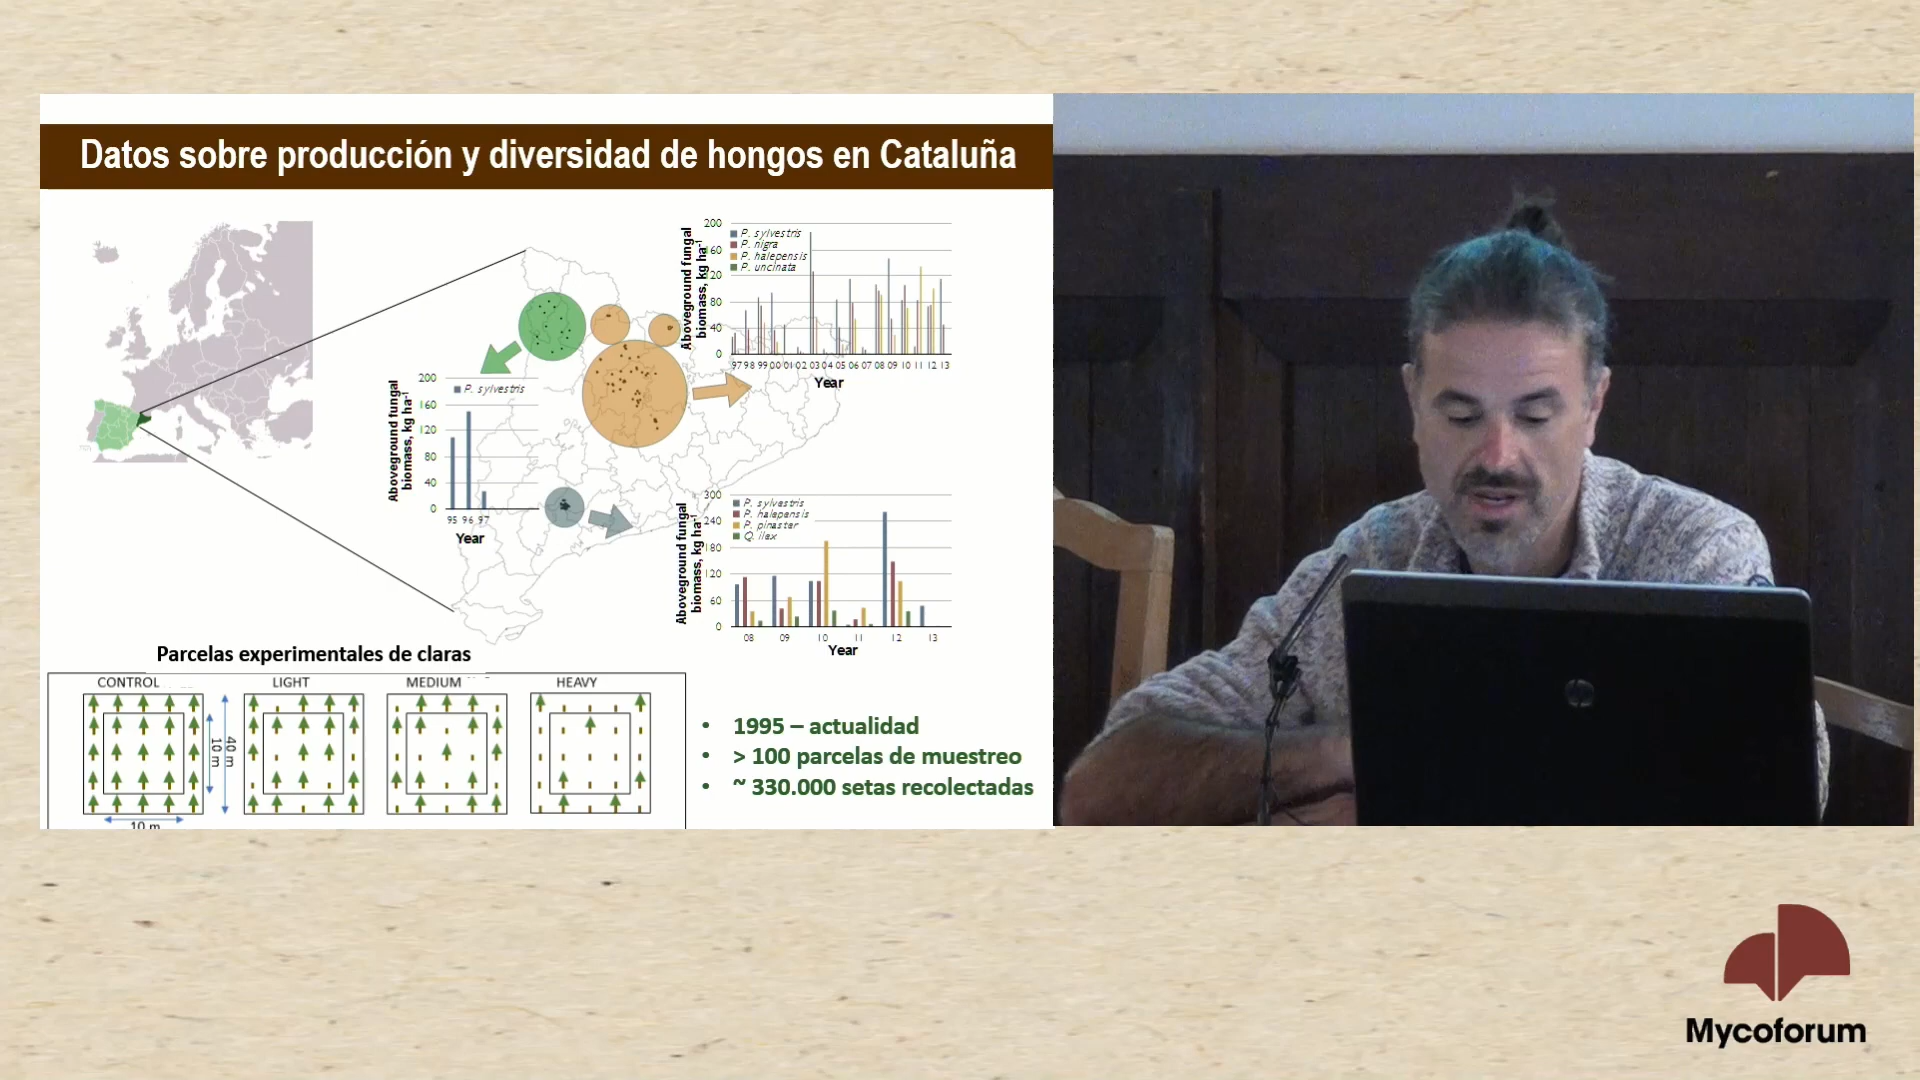 Datos sobre producción y diversidad de hongos en Cataluña
200
160
120
80
40
0
P. sylvestris
P. nigra
P. halepensis
P. uncinata
Aboveground fungal
biomass, kg ha-1
97 98 99 00 01 02 03 04 05 06 07 08 09 10 11 12 13
Year
200
160
120
80
40
0
P. sylvestris
Aboveground fungal
biomass, kg ha-1
95 96 97
Year
300
240
180
120
60
0
P. sylvestris
P. halepensis
P. pinaster
Q. ilex
Aboveground fungal
biomass, kg ha-1
08 09 10 11 12 13
Year
Parcelas experimentales de claras
CONTROL LIGHT MEDIUM HEAVY
10 m
40 m
10 m
• 1995 – actualidad
• > 100 parcelas de muestreo
• ~ 330.000 setas recolectadas
hp
Mycoforum